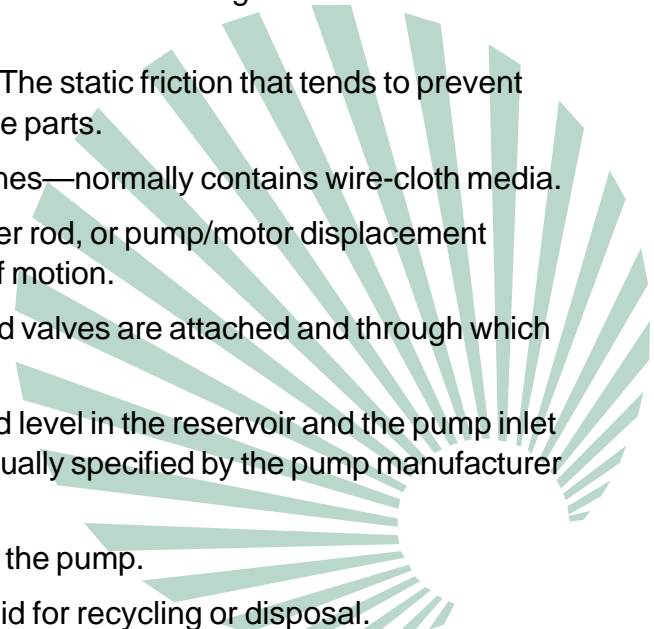 The static friction that tends to prevent
e parts.
nes—normally contains wire-cloth media.
er rod, or pump/motor displacement
f motion.
d valves are attached and through which
d level in the reservoir and the pump inlet
ually specified by the pump manufacturer
the pump.
id for recycling or disposal.